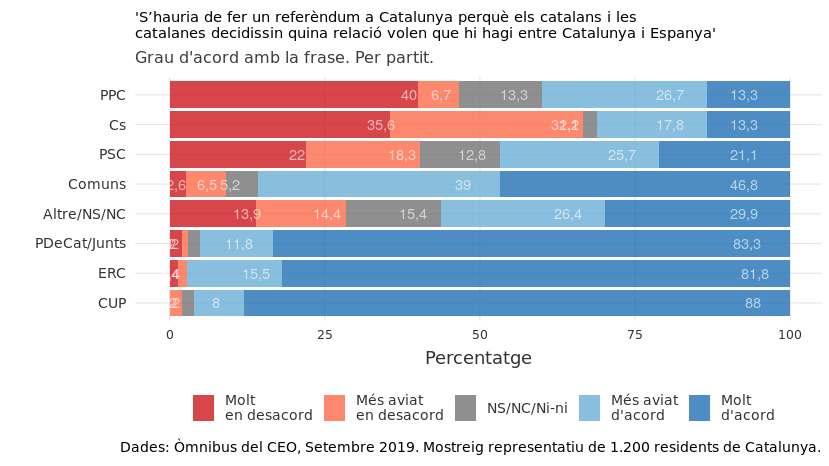 'S’hauria de fer un referèndum a Catalunya perquè els catalans i les
catalanes decidissin quina relació volen que hi hagi entre Catalunya i Espanya'
Grau d'acord amb la frase. Per partit.
PPC 40 6,7 13,3 26,7 13,3
Cs 35,6 17,8 13,3
PSC 22 18,3 12,8 25,7 21,1
Comuns 2,6 6,5 5,2 39 46,8
Altre/NS/NC 13,9 14,4 15,4 26,4 29,9
PDeCat/Junts 11,8 83,3
ERC 15,5 81,8
CUP 8 88
0 25 50 75 100
Percentatge
Molt Més aviat NS/NC/Ni-ni Més aviat Molt
en desacord en desacord d'acord d'acord
Dades: Òmnibus del CEO, Setembre 2019. Mostreig representatiu de 1.200 residents de Catalunya.